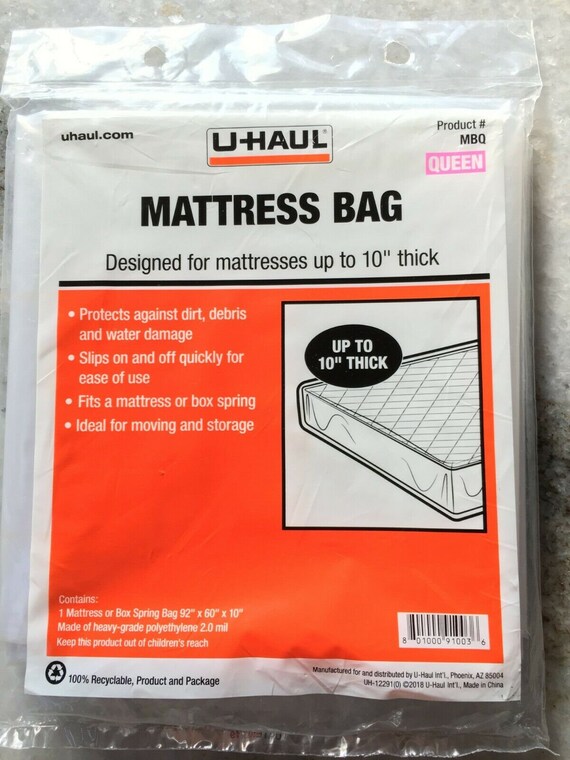 uhaul.com
U-HAUL®
Product #
MBQ
QUEEN
MATTRESS BAG
Designed for mattresses up to 10" thick
• Protects against dirt, debris
and water damage
• Slips on and off quickly for
ease of use
• Fits a mattress or box spring
• Ideal for moving and storage
UP TO
10" THICK
Contains:
1 Mattress or Box Spring Bag 92" x 60" x 10"
Made of heavy-grade polyethylene 2.0 mil
Keep this product out of children's reach
8 01000 91003 6
100% Recyclable, Product and Package
Manufactured for and distributed by U-Haul Int'l., Phoenix, AZ 85004
UH-12291(0) ©2018 U-Haul Int'l., Made in China